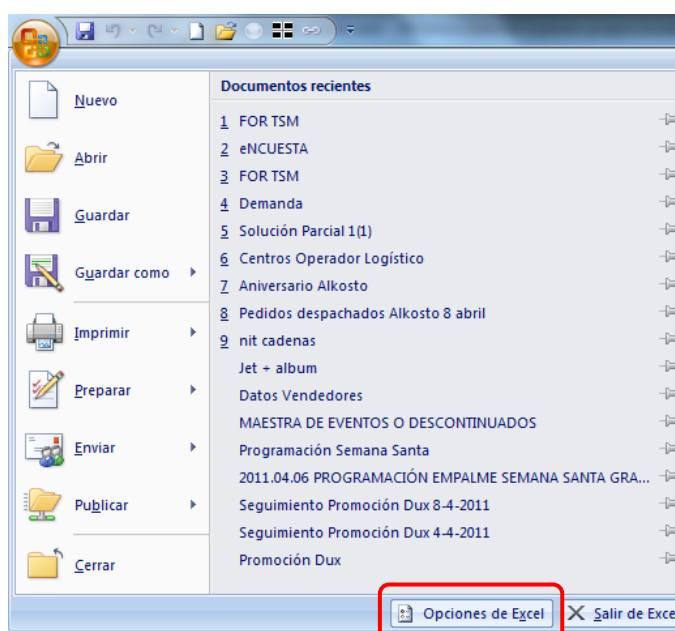 Nuevo
Abrir
Guardar
Guardar como
Imprimir
Preparar
Enviar
Publicar
Cerrar
Documentos recientes
1 FOR TSM
2 eNCUESTA
3 FOR TSM
4 Demanda
5 Solución Parcial 1(1)
6 Centros Operador Logístico
7 Aniversario Alkosto
8 Pedidos despachados Alkosto 8 abril
9 nit cadenas
Jet + album
Datos Vendedores
MAESTRA DE EVENTOS O DESCONTINUADOS
Programación Semana Santa
2011.04.06 PROGRAMACIÓN EMPALME SEMANA SANTA GRA...
Seguimiento Promoción Dux 8-4-2011
Seguimiento Promoción Dux 4-4-2011
Promoción Dux
Opciones de Excel
Salir de Exce